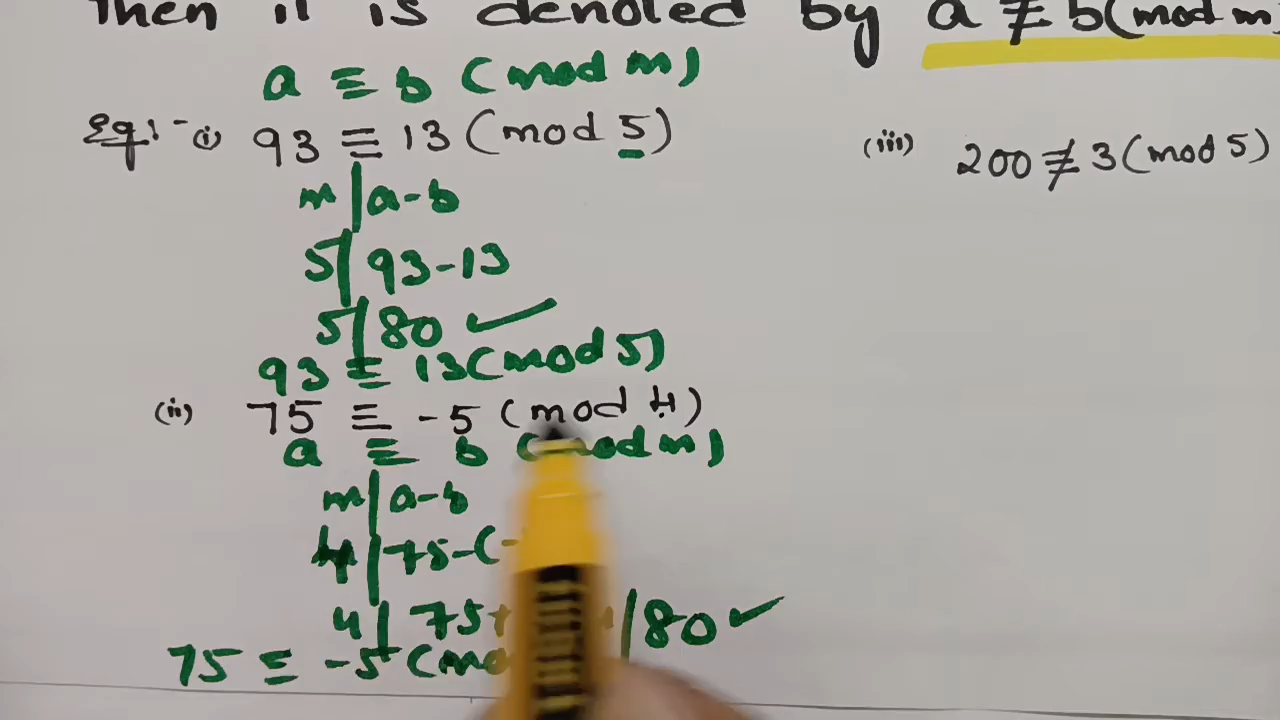 Then it is denoted by a ≢ b(mod m)
a ≡ b (mod m)
Eg:- (i) 93 ≡ 13 (mod 5)
m | a-b
5 | 93-13
5 | 80 ✓
93 ≡ 13(mod 5)
(ii) 75 ≡ -5 (mod 4)
a ≡ b (mod m)
m | a-b
4 | 75-(-
4 | 75+ | 80 ✓
75 ≡ -5 (mo
(iii) 200 ≢ 3(mod 5)